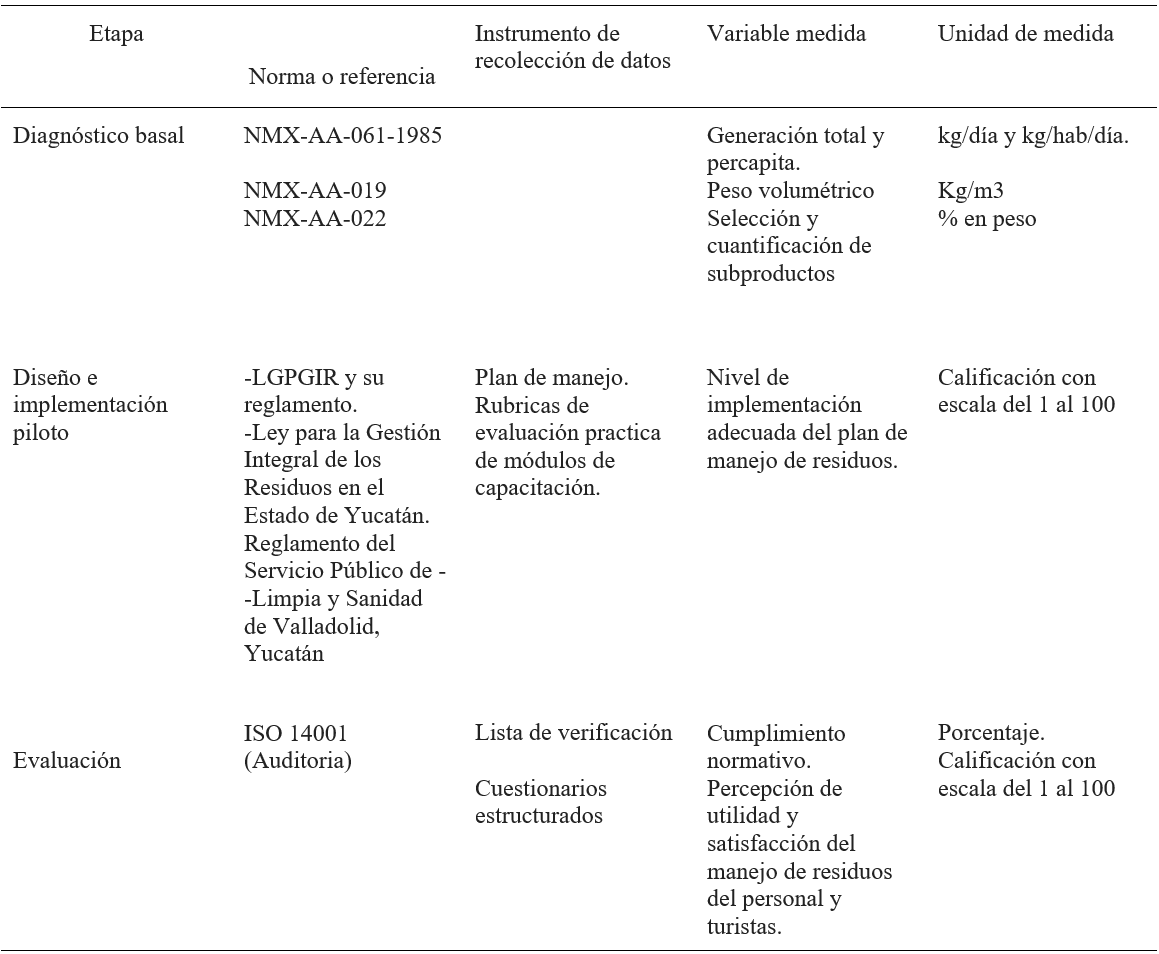 Etapa
Norma o referencia
Instrumento de
recolección de datos
Variable medida
Unidad de medida
Diagnóstico basal
NMX-AA-061-1985
NMX-AA-019
NMX-AA-022
Generación total y
percapita.
Peso volumétrico
Selección y
cuantificación de
subproductos
kg/día y kg/hab/día.
Kg/m3
% en peso
Diseño e
implementación
piloto
-LGPGIR y su
reglamento.
-Ley para la Gestión
Integral de los
Residuos en el
Estado de Yucatán.
Reglamento del
Servicio Público de -
-Limpia y Sanidad
de Valladolid,
Yucatán
Plan de manejo.
Rubricas de
evaluación practica
de módulos de
capacitación.
Nivel de
implementación
adecuada del plan de
manejo de residuos.
Calificación con
escala del 1 al 100
Evaluación
ISO 14001
(Auditoria)
Lista de verificación
Cuestionarios
estructurados
Cumplimiento
normativo.
Percepción de
utilidad y
satisfacción del
manejo de residuos
del personal y
turistas.
Porcentaje.
Calificación con
escala del 1 al 100